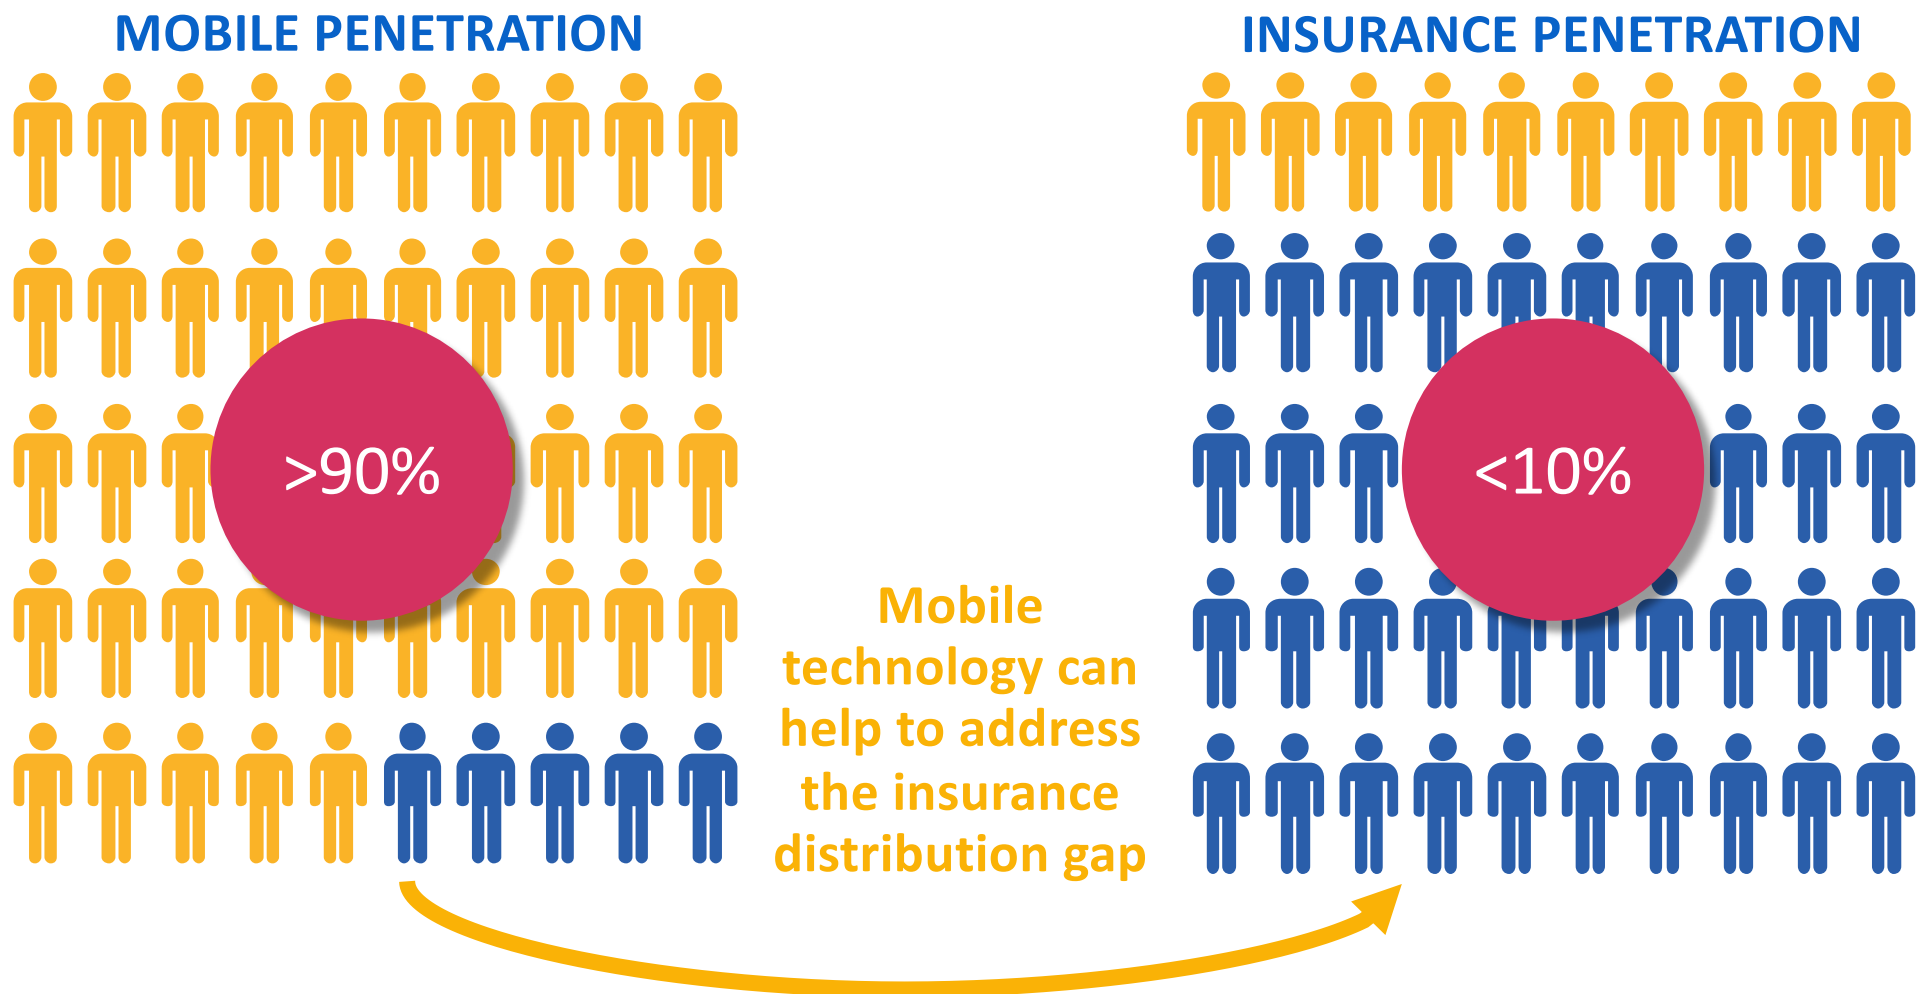 MOBILE PENETRATION
INSURANCE PENETRATION
>90%
<10%
Mobile
technology can
help to address
the insurance
distribution gap